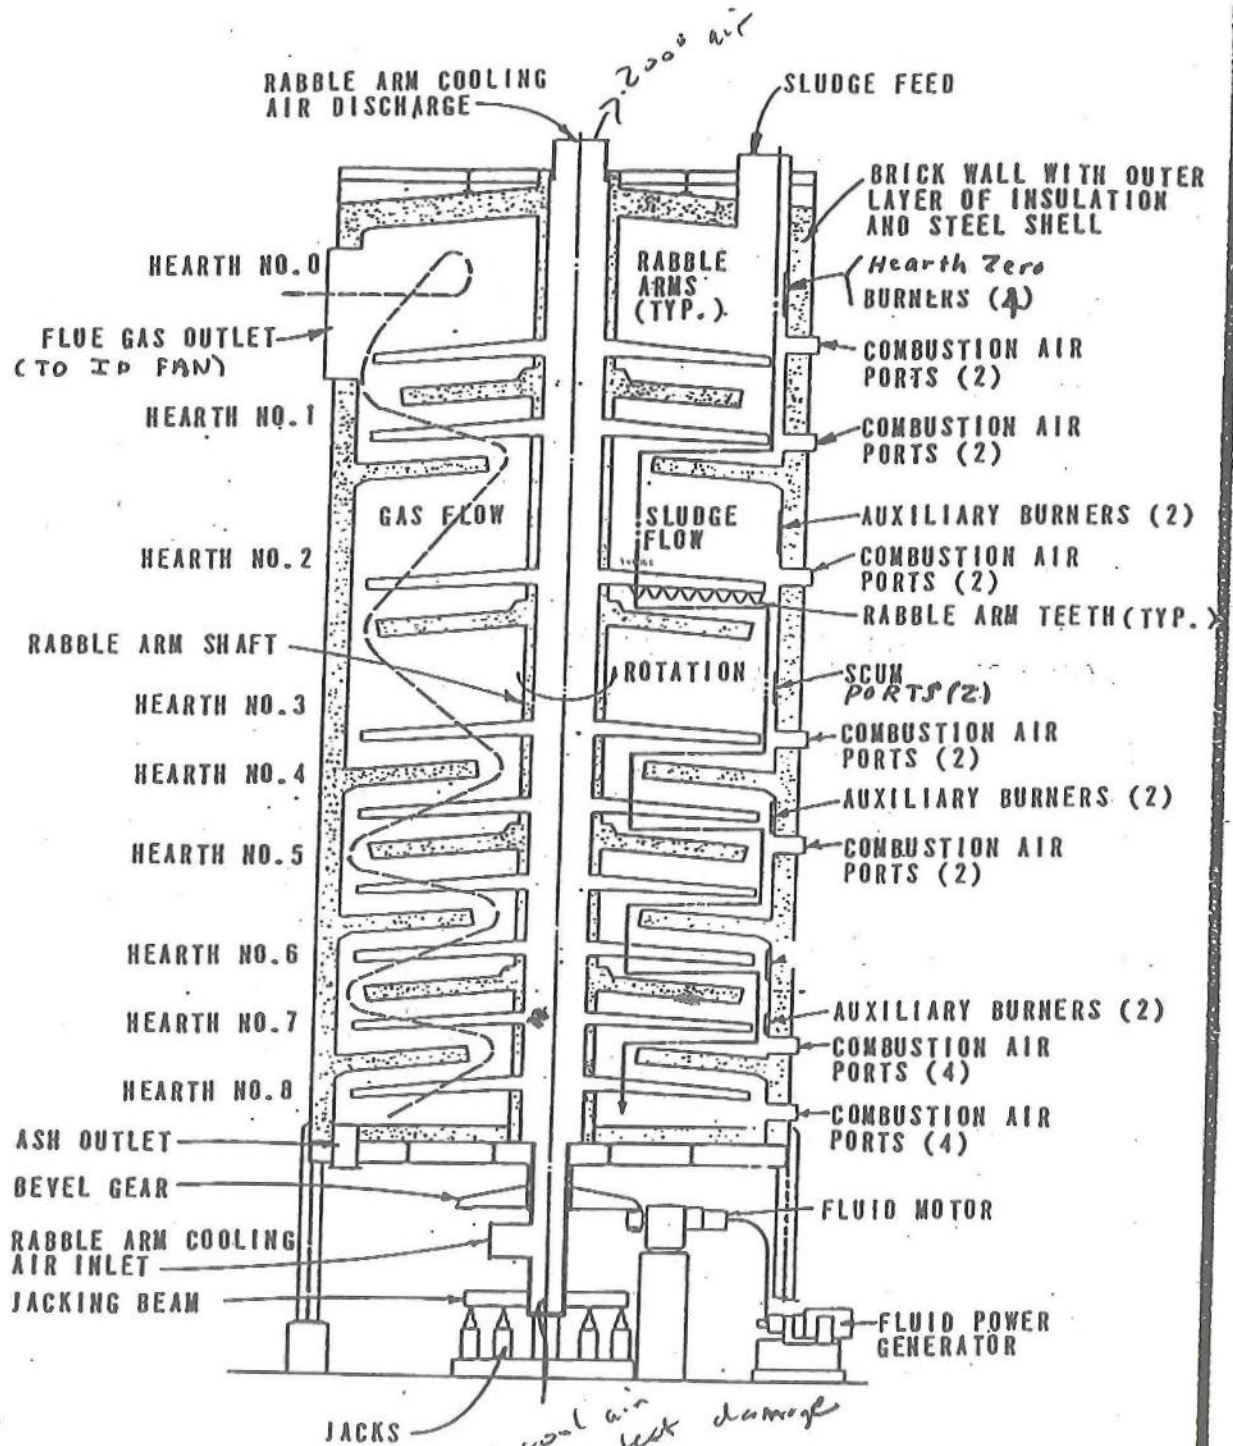 200° air
RABBLE ARM COOLING
AIR DISCHARGE
SLUDGE FEED
BRICK WALL WITH OUTER
LAYER OF INSULATION
AND STEEL SHELL
HEARTH NO.0
RABBLE
ARMS
(TYP.)
Hearth Zero
BURNERS (4)
FLUE GAS OUTLET
(TO ID FAN)
COMBUSTION AIR
PORTS (2)
HEARTH NO.1
COMBUSTION AIR
PORTS (2)
GAS FLOW
SLUDGE
FLOW
AUXILIARY BURNERS (2)
HEARTH NO.2
COMBUSTION AIR
PORTS (2)
RABBLE ARM TEETH (TYP.)
RABBLE ARM SHAFT
ROTATION
SCUM
PORTS (2)
HEARTH NO.3
COMBUSTION AIR
PORTS (2)
HEARTH NO.4
AUXILIARY BURNERS (2)
HEARTH NO.5
COMBUSTION AIR
PORTS (2)
HEARTH NO.6
HEARTH NO.7
AUXILIARY BURNERS (2)
COMBUSTION AIR
PORTS (4)
HEARTH NO.8
COMBUSTION AIR
PORTS (4)
ASH OUTLET
BEVEL GEAR
FLUID MOTOR
RABBLE ARM COOLING
AIR INLET
JACKING BEAM
FLUID POWER
GENERATOR
JACKS
cool air
damage